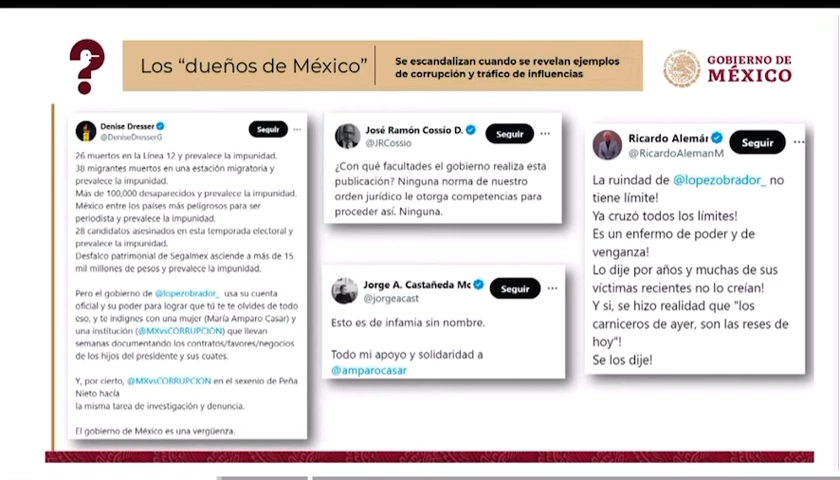 Los “dueños de México”
Se escandalizan cuando se revelan ejemplos
de corrupción y tráfico de influencias
GOBIERNO DE
MÉXICO
Denise Dresser
@DeniseDresserG
Seguir
26 muertos en la Línea 12 y prevalece la impunidad.
38 migrantes muertos en una estación migratoria y
prevalece la impunidad.
Más de 100,000 desaparecidos y prevalece la impunidad.
México entre los países más peligrosos para ser
periodista y prevalece la impunidad.
28 candidatos asesinados en esta temporada electoral y
prevalece la impunidad.
Desfalco patrimonial de Segalmex asciende a más de 15
mil millones de pesos y prevalece la impunidad.
Pero el gobierno de @lopezobrador_ usa su cuenta
oficial y su poder para lograr que tú te te olvides de todo
eso, y te indignes con una mujer (María Amparo Casar) y
una institución (@MXvsCORRUPCION) que llevan
semanas documentando los contratos/favores/negocios
de los hijos del presidente y sus cuates.
Y, por cierto, @MXvsCORRUPCION en el sexenio de Peña
Nieto hacía
la misma tarea de investigación y denuncia.
El gobierno de México es una vergüenza.
José Ramón Cossío D.
@JRCossio
Seguir
¿Con qué facultades el gobierno realiza esta
publicación? Ninguna norma de nuestro
orden jurídico le otorga competencias para
proceder así. Ninguna.
Jorge A. Castañeda Mo
@jorgeacast
Seguir
Esto es de infamia sin nombre.
Todo mi apoyo y solidaridad a
@amparocasar
Ricardo Alemár
@RicardoAlemanM
Seguir
La ruindad de @lopezobrador_ no
tiene límite!
Ya cruzó todos los límites!
Es un enfermo de poder y de
venganza!
Lo dije por años y muchas de sus
víctimas recientes no lo creían!
Y si, se hizo realidad que "los
carniceros de ayer, son las reses de
hoy"!
Se los dije!